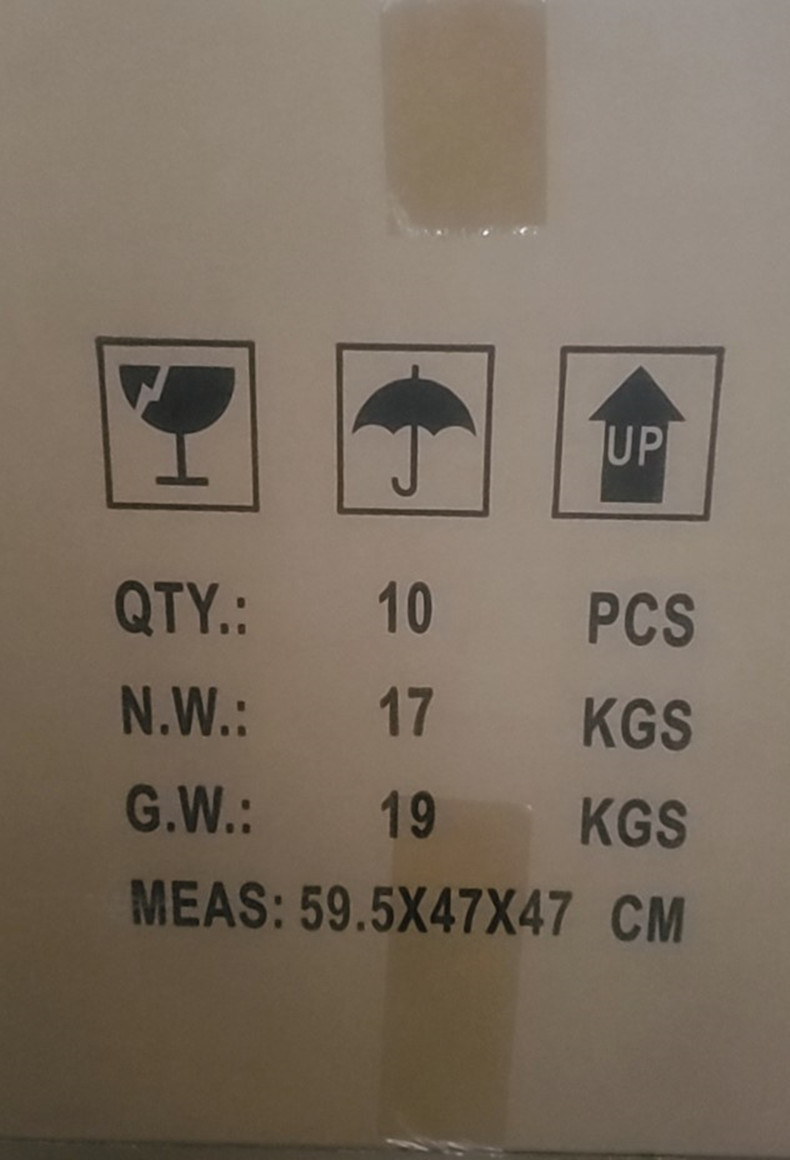 UP
QTY.: 10 PCS
N.W.: 17 KGS
G.W.: 19 KGS
MEAS: 59.5X47X47 CM